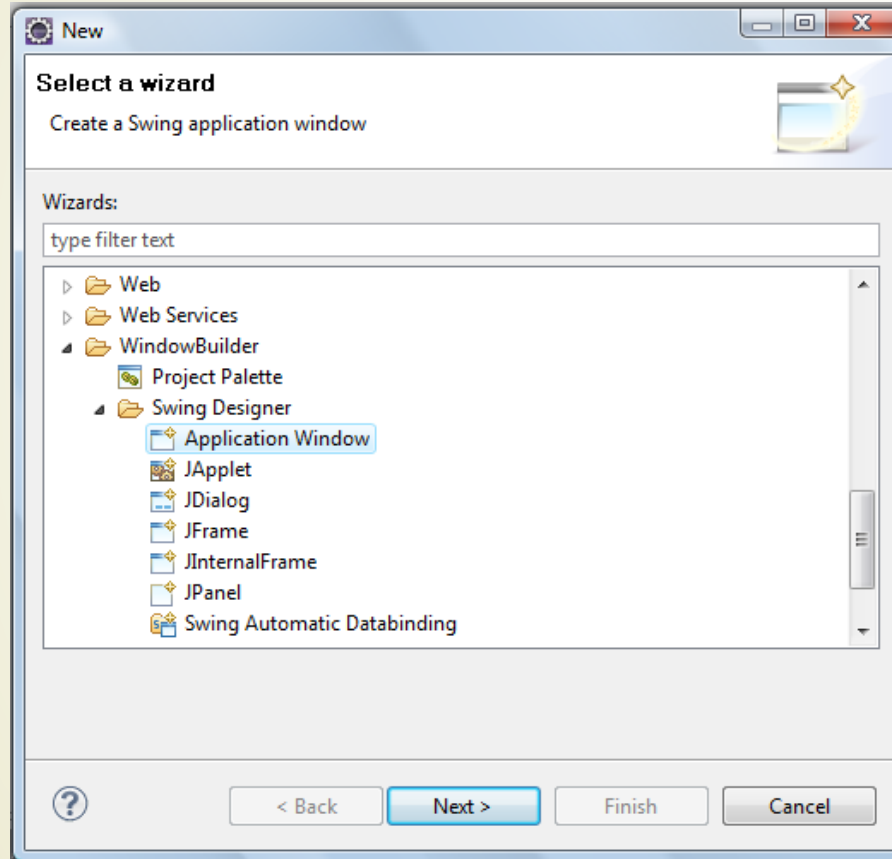 New
Select a wizard
Create a Swing application window
Wizards:
type filter text
Web
Web Services
WindowBuilder
Project Palette
Swing Designer
Application Window
JApplet
JDialog
JFrame
JInternalFrame
JPanel
Swing Automatic Databinding
?
< Back Next > Finish Cancel